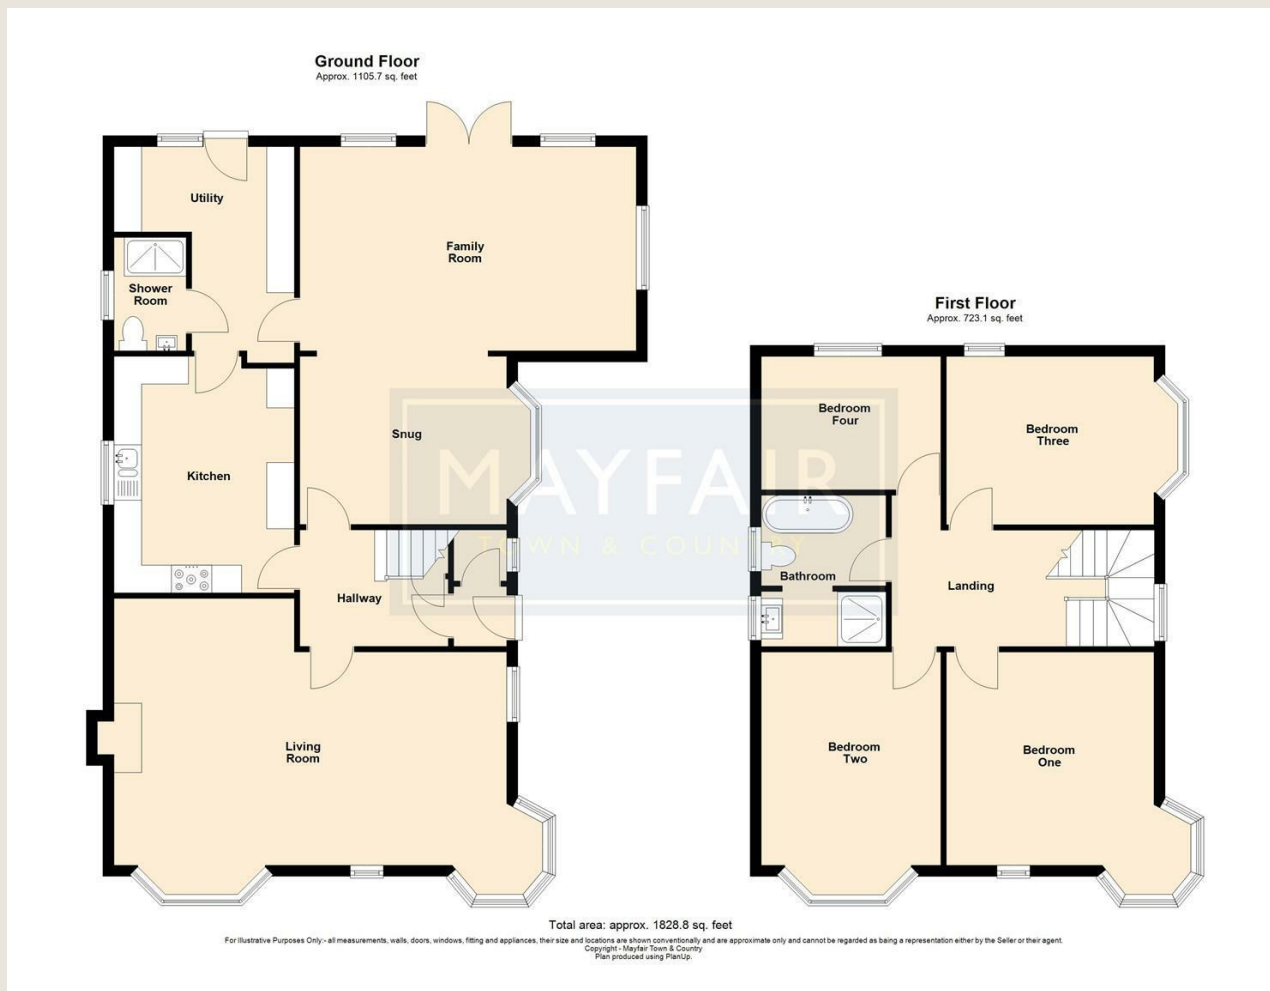 Ground Floor
Approx. 1105.7 sq. feet
Utility
Family
Room
Shower
Room
Snug
Kitchen
Hallway
Living
Room
First Floor
Approx. 723.1 sq. feet
Bedroom
Four
Bedroom
Three
Bathroom
Landing
Bedroom
Two
Bedroom
One
MAYFAIR
TOWN & COUNTRY
Total area: approx. 1828.8 sq. feet
For Illustrative Purposes Only:- all measurements, walls, doors, windows, fitting and appliances, their size and locations are shown conventionally and are approximate only and cannot be regarded as being a representation either by the Seller or their agent.
Copyright - Mayfair Town & Country
Plan produced using PlanUp.